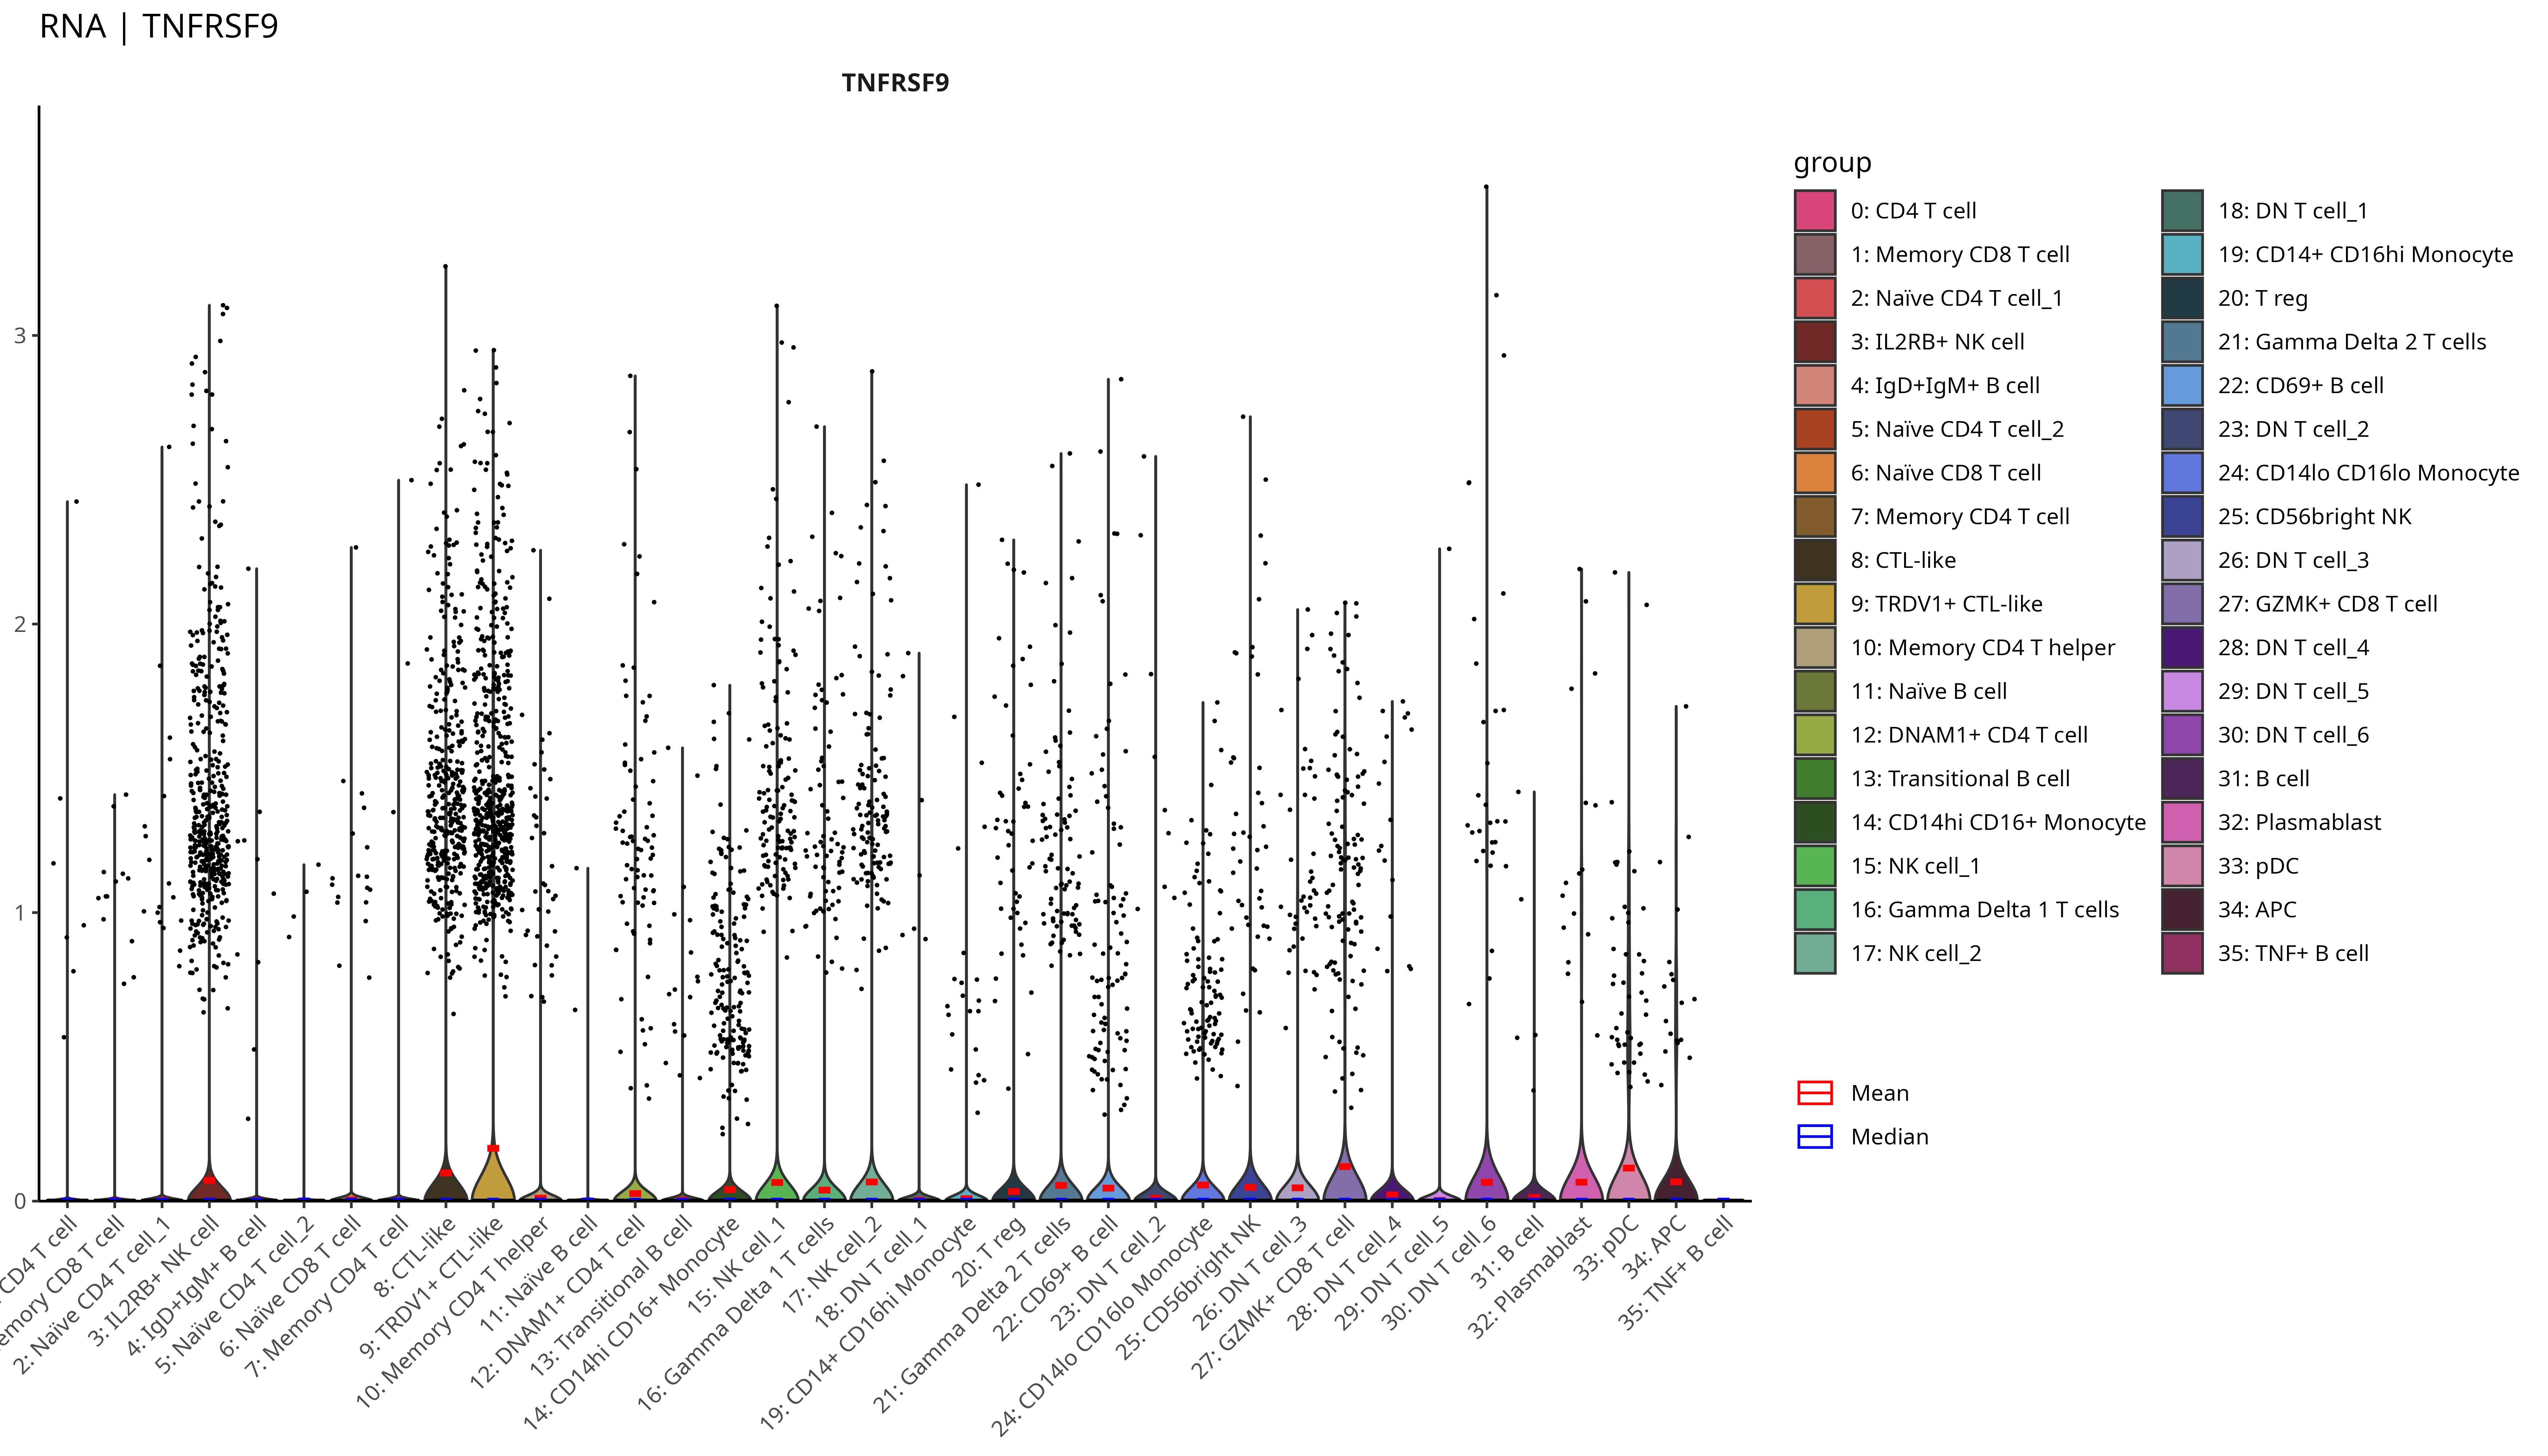 RNA | TNFRSF9
TNFRSF9
3
2
1
0
CD4 T cell
Memory CD8 T cell
2: Naïve CD4 T cell_1
3: IL2RB+ NK cell
4: IgD+IgM+ B cell
5: Naïve CD4 T cell_2
6: Naïve CD8 T cell
7: Memory CD4 T cell
8: CTL-like
9: TRDV1+ CTL-like
10: Memory CD4 T helper
11: Naïve B cell
12: DNAM1+ CD4 T cell
13: Transitional B cell
14: CD14hi CD16+ Monocyte
15: NK cell_1
16: Gamma Delta 1 T cells
17: NK cell_2
18: DN T cell_1
19: CD14+ CD16hi Monocyte
20: T reg
21: Gamma Delta 2 T cells
22: CD69+ B cell
23: DN T cell_2
24: CD14lo CD16lo Monocyte
25: CD56bright NK
26: DN T cell_3
27: GZMK+ CD8 T cell
28: DN T cell_4
29: DN T cell_5
30: DN T cell_6
31: B cell
32: Plasmablast
33: pDC
34: APC
35: TNF+ B cell
group
0: CD4 T cell
1: Memory CD8 T cell
2: Naïve CD4 T cell_1
3: IL2RB+ NK cell
4: IgD+IgM+ B cell
5: Naïve CD4 T cell_2
6: Naïve CD8 T cell
7: Memory CD4 T cell
8: CTL-like
9: TRDV1+ CTL-like
10: Memory CD4 T helper
11: Naïve B cell
12: DNAM1+ CD4 T cell
13: Transitional B cell
14: CD14hi CD16+ Monocyte
15: NK cell_1
16: Gamma Delta 1 T cells
17: NK cell_2
18: DN T cell_1
19: CD14+ CD16hi Monocyte
20: T reg
21: Gamma Delta 2 T cells
22: CD69+ B cell
23: DN T cell_2
24: CD14lo CD16lo Monocyte
25: CD56bright NK
26: DN T cell_3
27: GZMK+ CD8 T cell
28: DN T cell_4
29: DN T cell_5
30: DN T cell_6
31: B cell
32: Plasmablast
33: pDC
34: APC
35: TNF+ B cell
Mean
Median